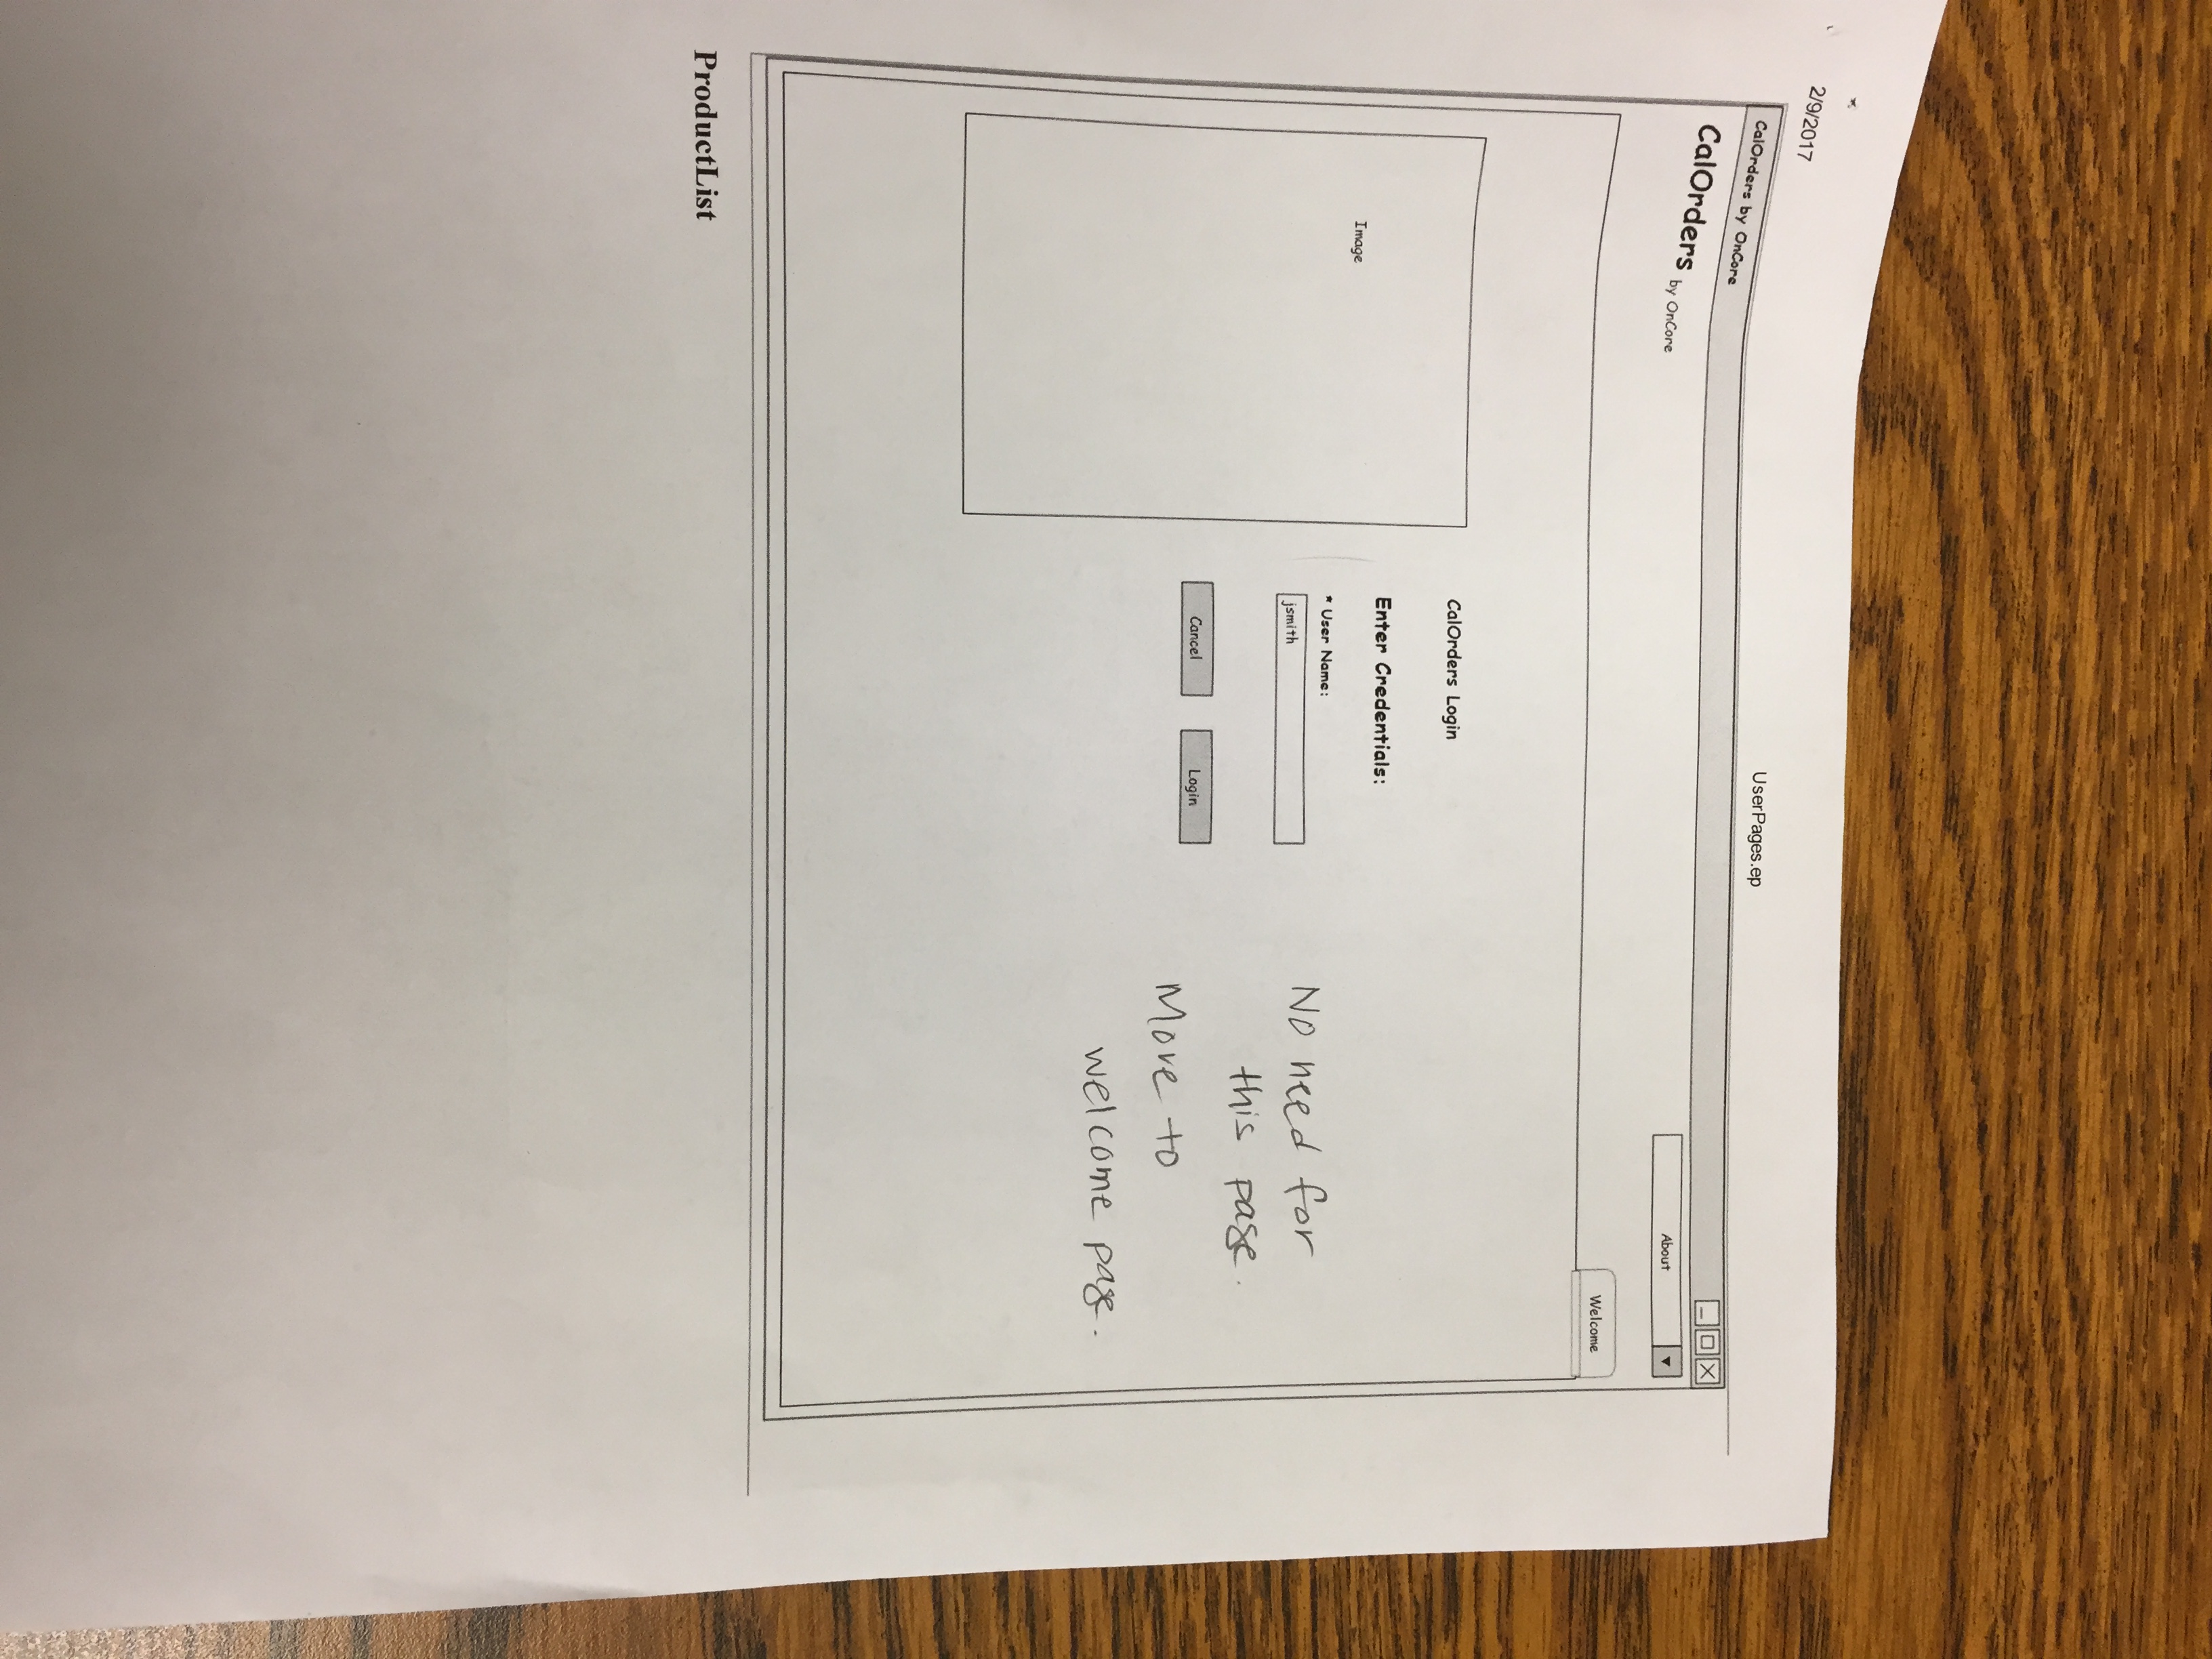 2/9/2017
UserPages.ep
CalOrders by OnCore
CalOrders by OnCore
About
Welcome
Image
CalOrders Login
Enter Credentials:
* User Name:
jsmith
Cancel Login
No need for
this page.
Move to
welcome page.
ProductList